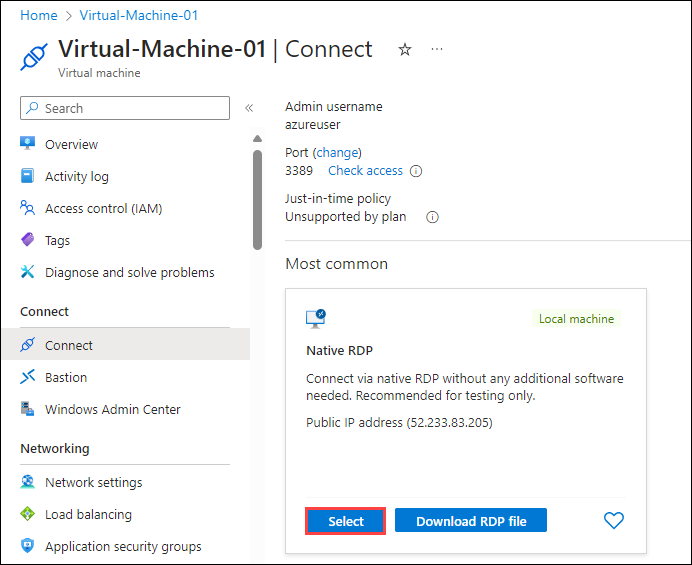 Home > Virtual-Machine-01
Virtual-Machine-01 | Connect
Virtual machine
Search
Overview
Activity log
Access control (IAM)
Tags
Diagnose and solve problems
Connect
Connect
Bastion
Windows Admin Center
Networking
Network settings
Load balancing
Application security groups
Admin username
azureuser
Port (change)
3389 Check access
Just-in-time policy
Unsupported by plan
Most common
Local machine
Native RDP
Connect via native RDP without any additional software
needed. Recommended for testing only.
Public IP address (52.233.83.205)
Select
Download RDP file